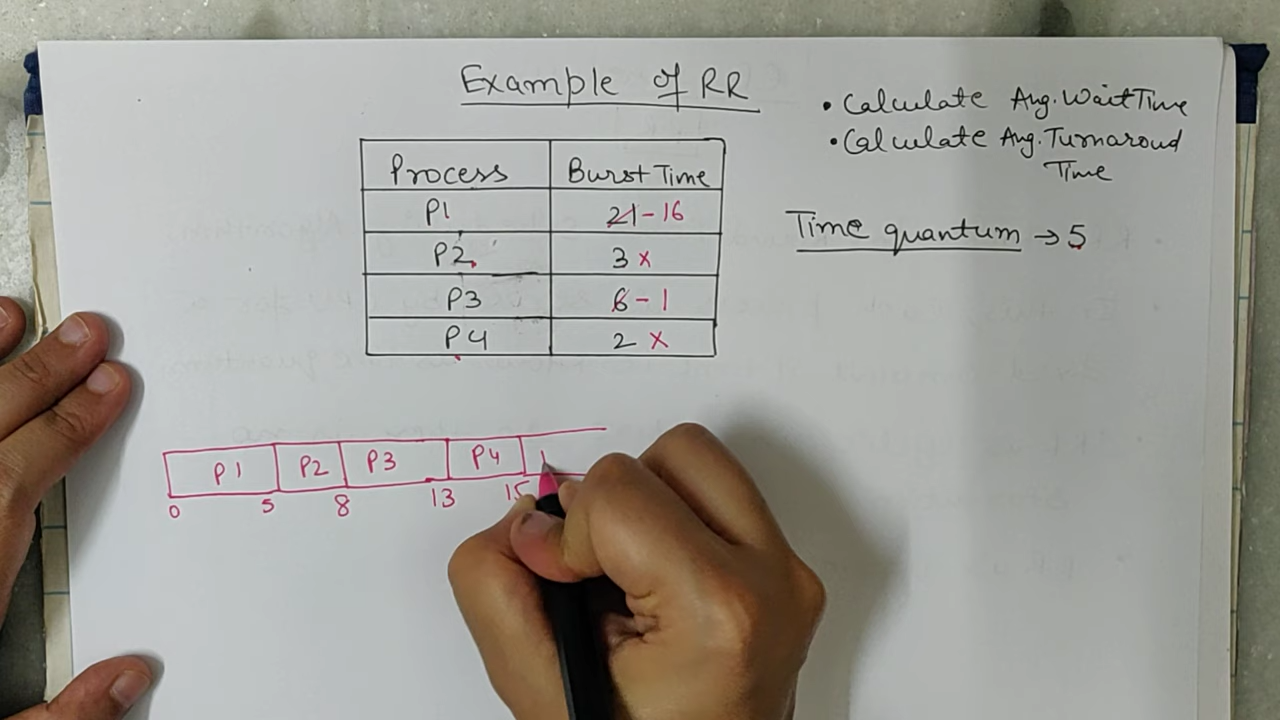 Example of RR
• Calculate Avg. Wait Time
• Calculate Avg. Turnaroud
Time
Time quantum → 5
Process Burst Time
P1 21 - 16
P2 3 x
P3 6 - 1
P4 2 x
P1 P2 P3 P4
0 5 8 13 15